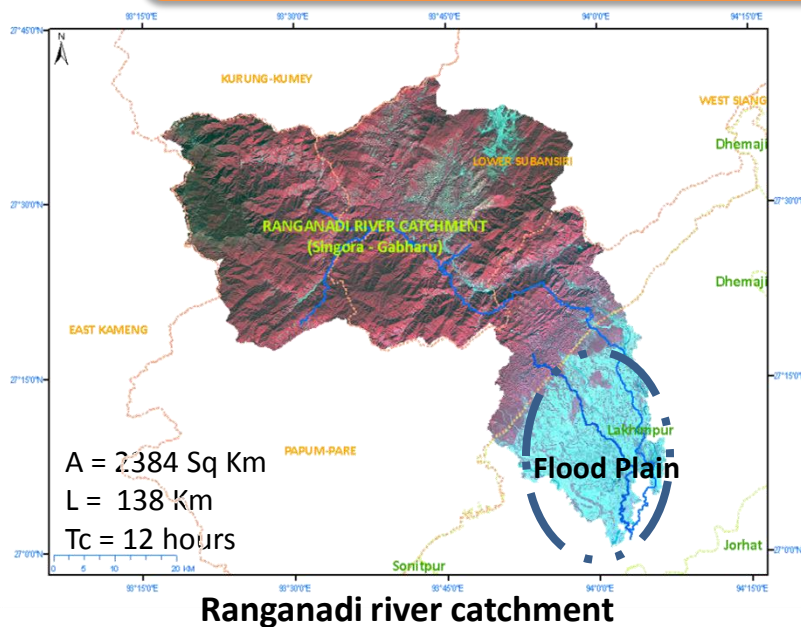 93°15'0"E 93°30'0"E 93°45'0"E 94°0'0"E 94°15'0"E
27°45'0"N
N
KURUNG-KUMEY
WEST SIANG
Dhemaji
LOWER SUBANSIRI
27°30'0"N 27°30'0"N
RANGANADI RIVER CATCHMENT
(Singora - Gabharu)
Dhemaji
EAST KAMENG
27°15'0"N 27°15'0"N
Lakhimpur
PAPUM-PARE
A = 2384 Sq Km
Flood Plain
L = 138 Km
Tc = 12 hours
27°0'0"N 27°0'0"N
0 5 10 20 KM
Jorhat
Sonitpur
93°15'0"E 93°30'0"E 93°45'0"E 94°0'0"E 94°15'0"E
Ranganadi river catchment